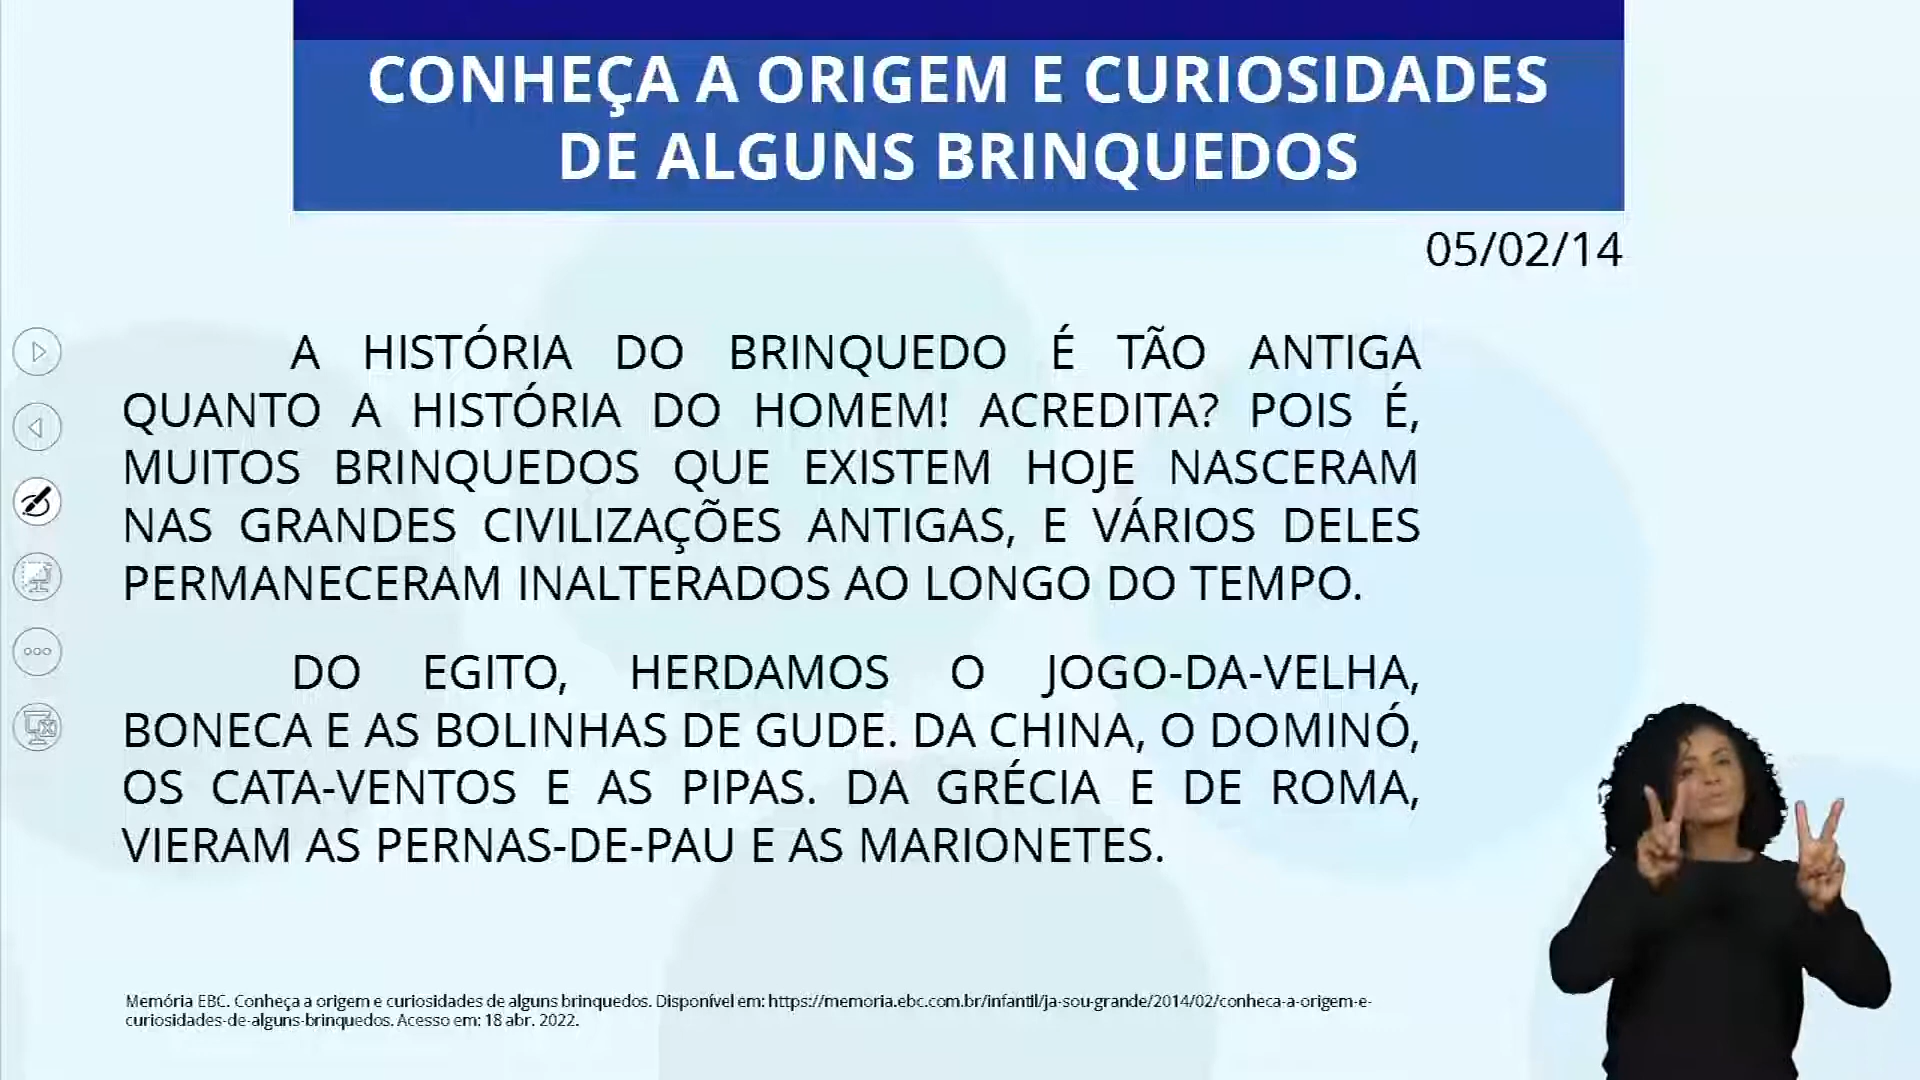 CONHEÇA A ORIGEM E CURIOSIDADES
DE ALGUNS BRINQUEDOS
05/02/14
A HISTÓRIA DO BRINQUEDO É TÃO ANTIGA
QUANTO A HISTÓRIA DO HOMEM! ACREDITA? POIS É,
MUITOS BRINQUEDOS QUE EXISTEM HOJE NASCERAM
NAS GRANDES CIVILIZAÇÕES ANTIGAS, E VÁRIOS DELES
PERMANECERAM INALTERADOS AO LONGO DO TEMPO.
DO EGITO, HERDAMOS O JOGO-DA-VELHA,
BONECA E AS BOLINHAS DE GUDE. DA CHINA, O DOMINÓ,
OS CATA-VENTOS E AS PIPAS. DA GRÉCIA E DE ROMA,
VIERAM AS PERNAS-DE-PAU E AS MARIONETES.
Memória EBC. Conheça a origem e curiosidades de alguns brinquedos. Disponível em: https://memoria.ebc.com.br/infantil/ja-sou-grande/2014/02/conheca-a-origem-e-
curiosidades-de-alguns-brinquedos. Acesso em: 18 abr. 2022.